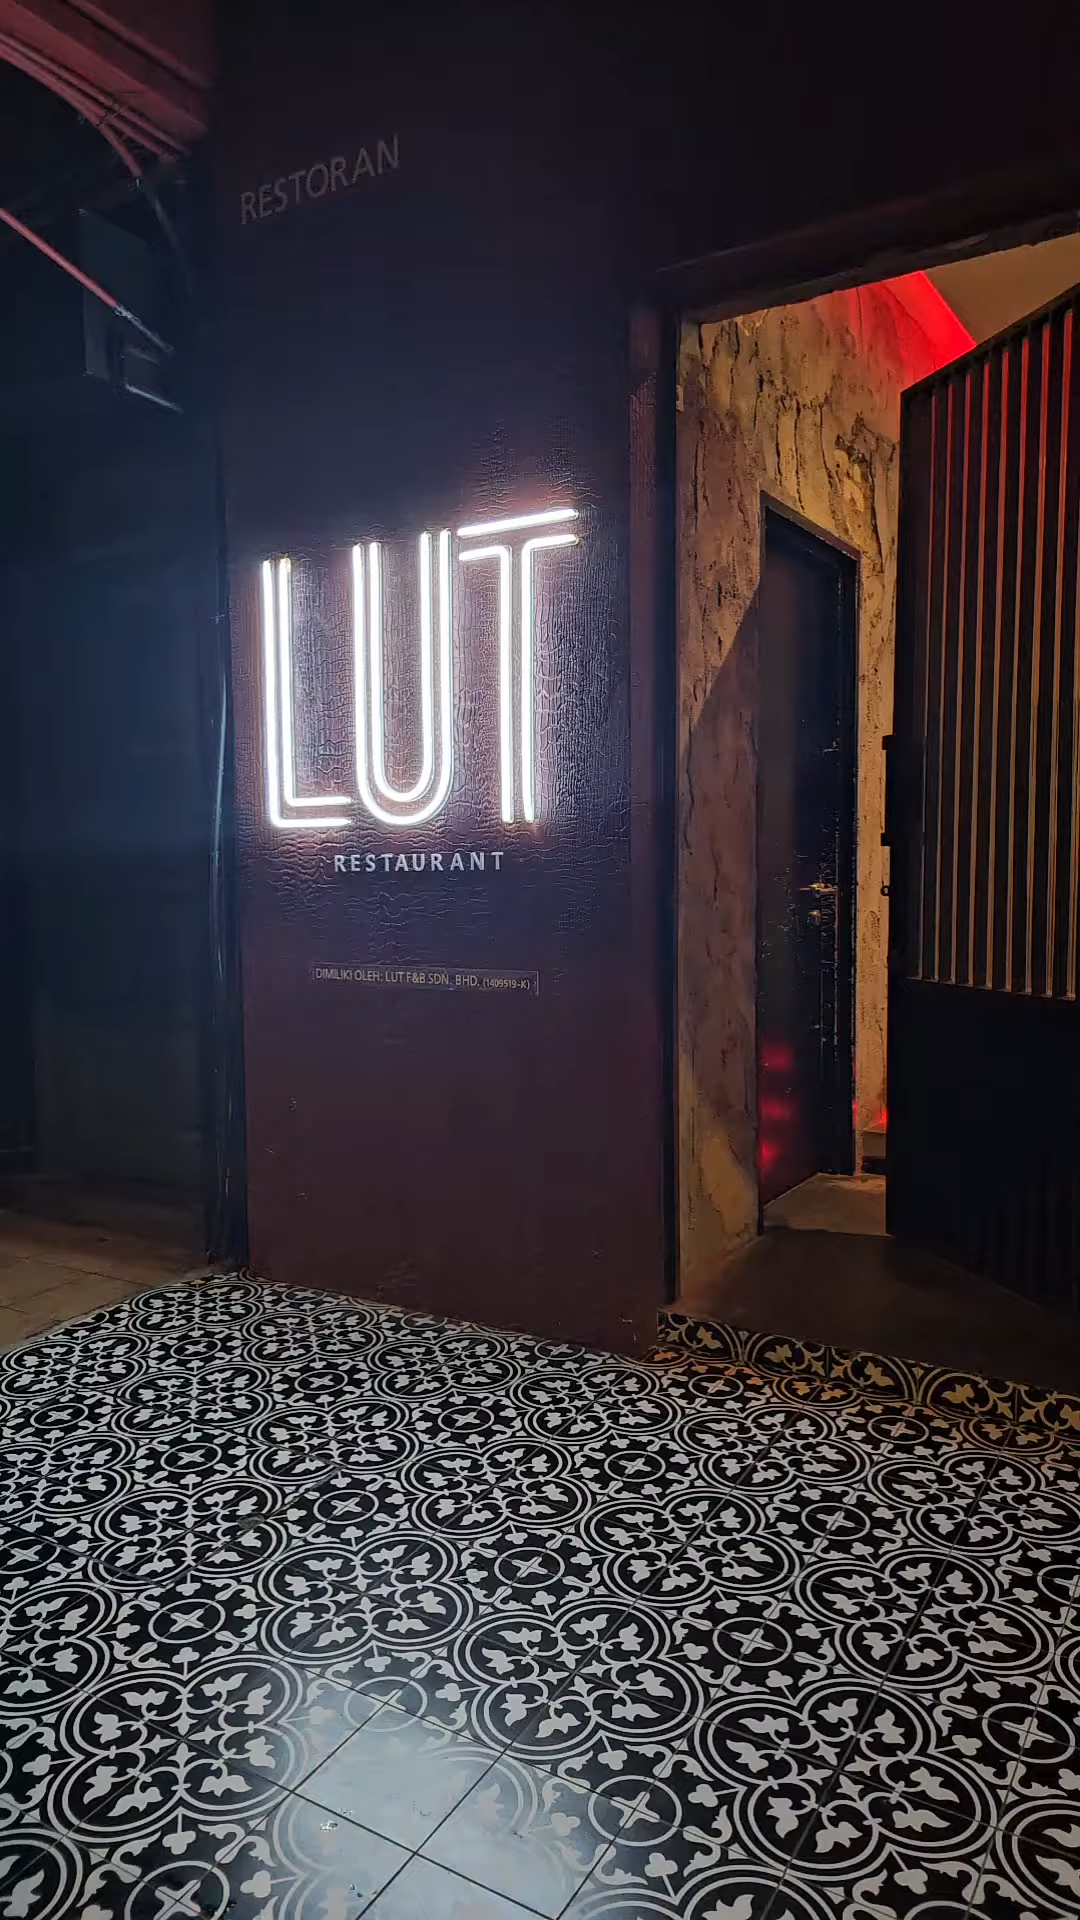 RESTORAN
LUT
RESTAURANT
DIMILIKI OLEH: LUT F&B SDN. BHD. (1409519-K)